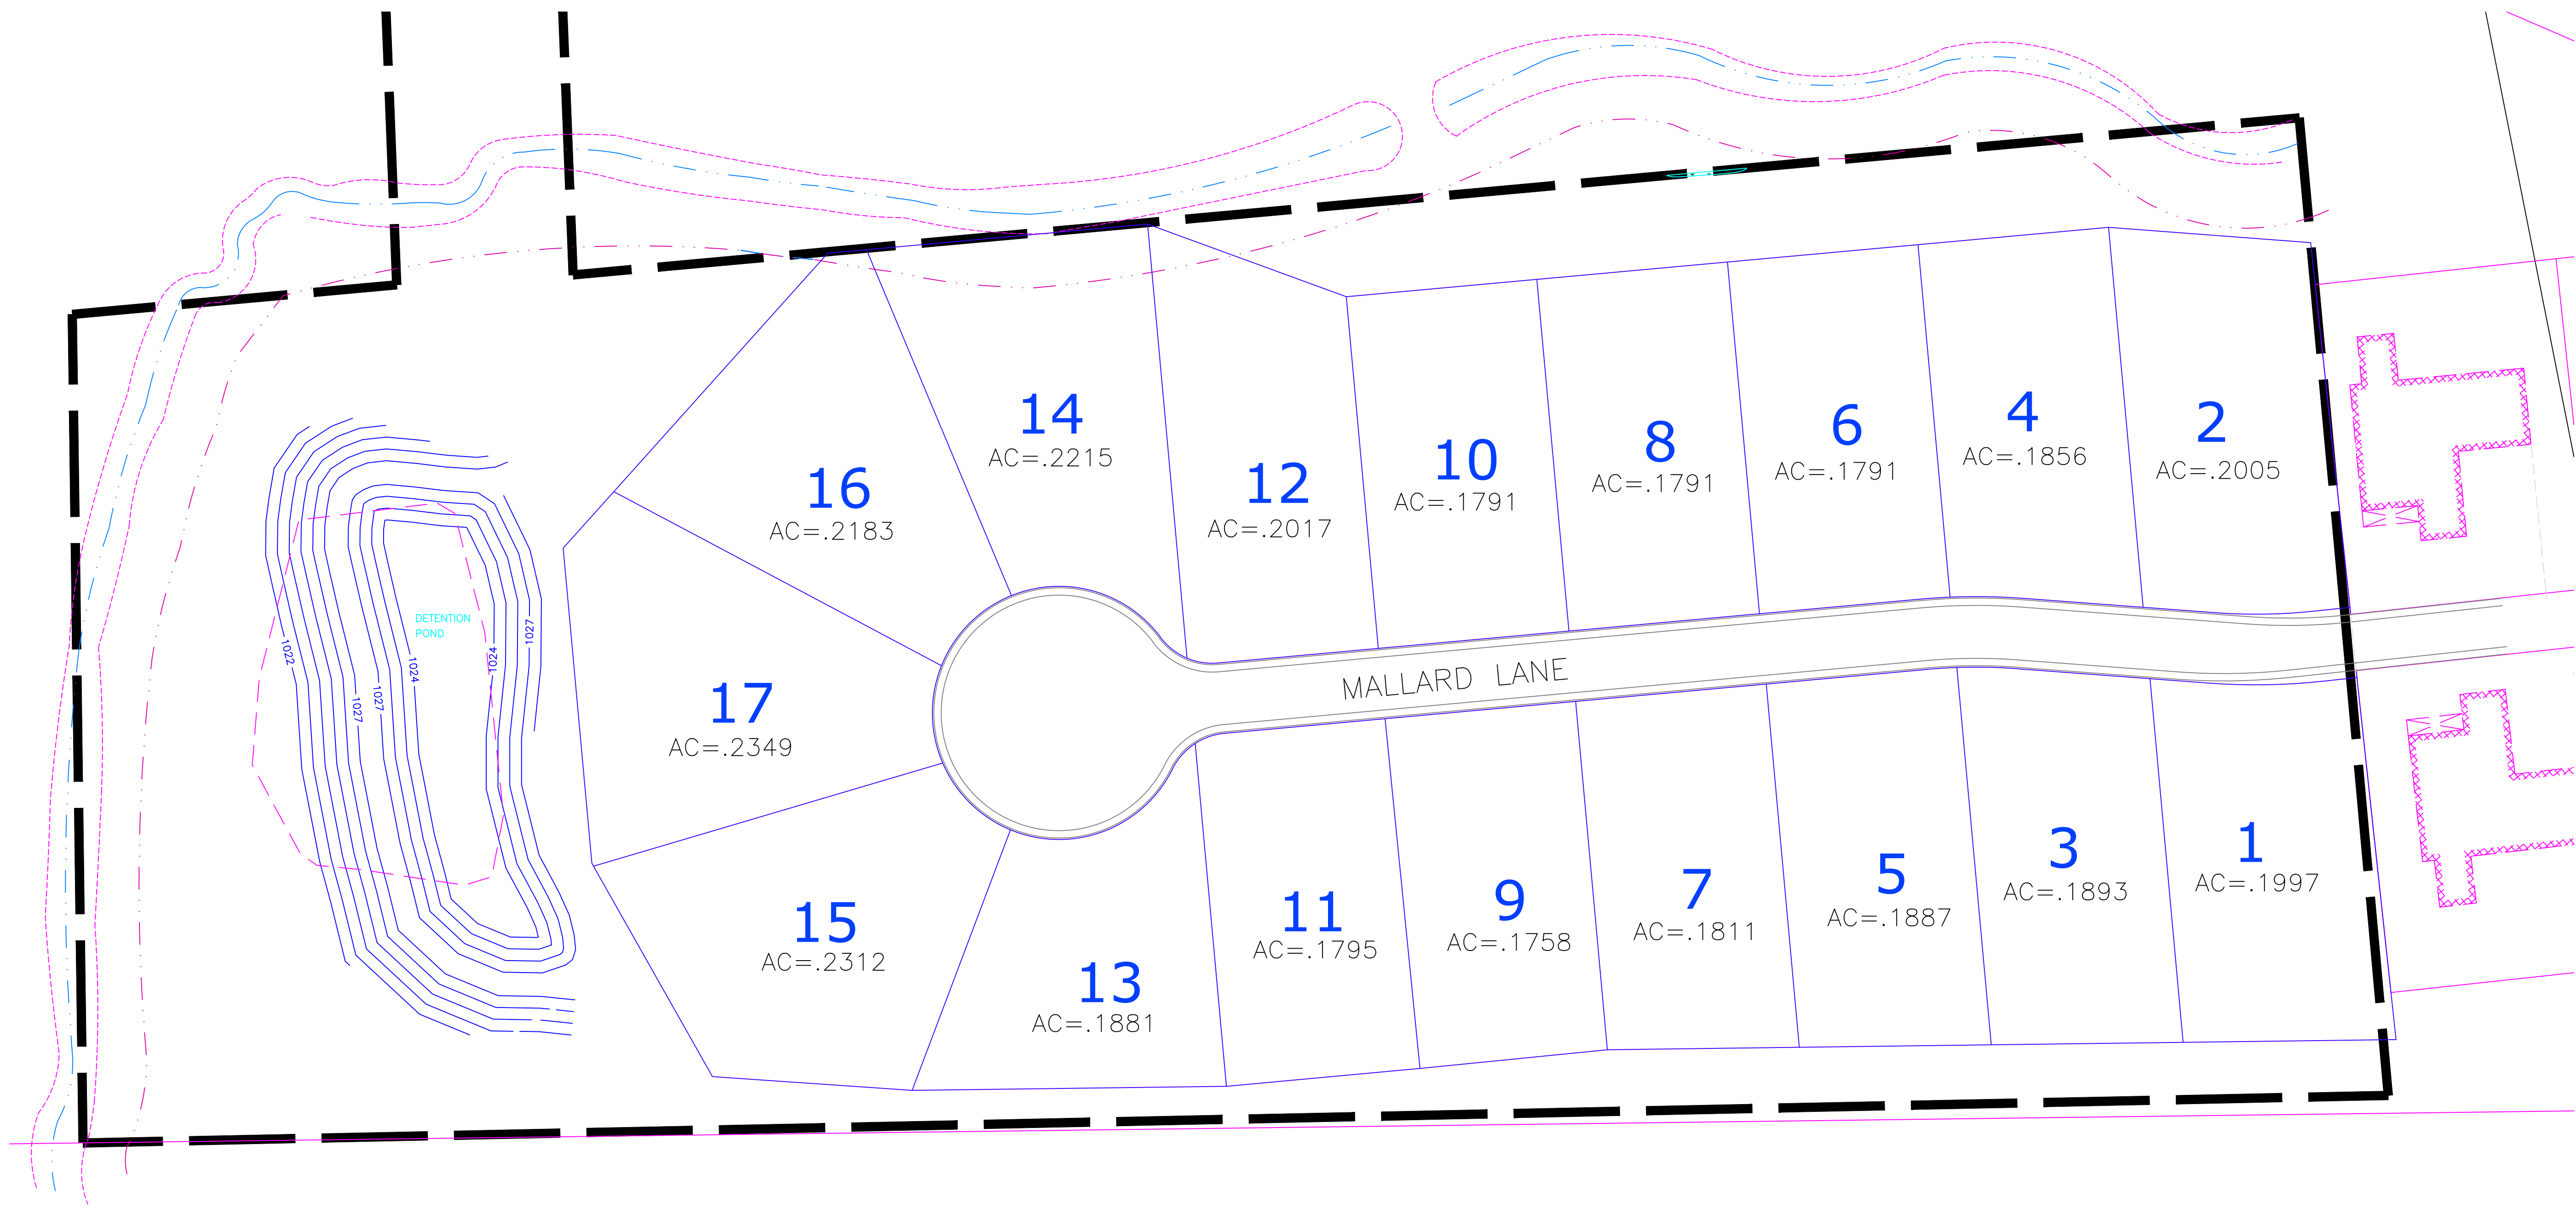 14
AC=.2215
16
AC=.2183
12
AC=.2017
10
AC=.1791
8
AC=.1791
6
AC=.1791
4
AC=.1856
2
AC=.2005
DETENTION
POND
1022
1027
1027
1024
1024
1027
MALLARD LANE
17
AC=.2349
15
AC=.2312
13
AC=.1881
11
AC=.1795
9
AC=.1758
7
AC=.1811
5
AC=.1887
3
AC=.1893
1
AC=.1997